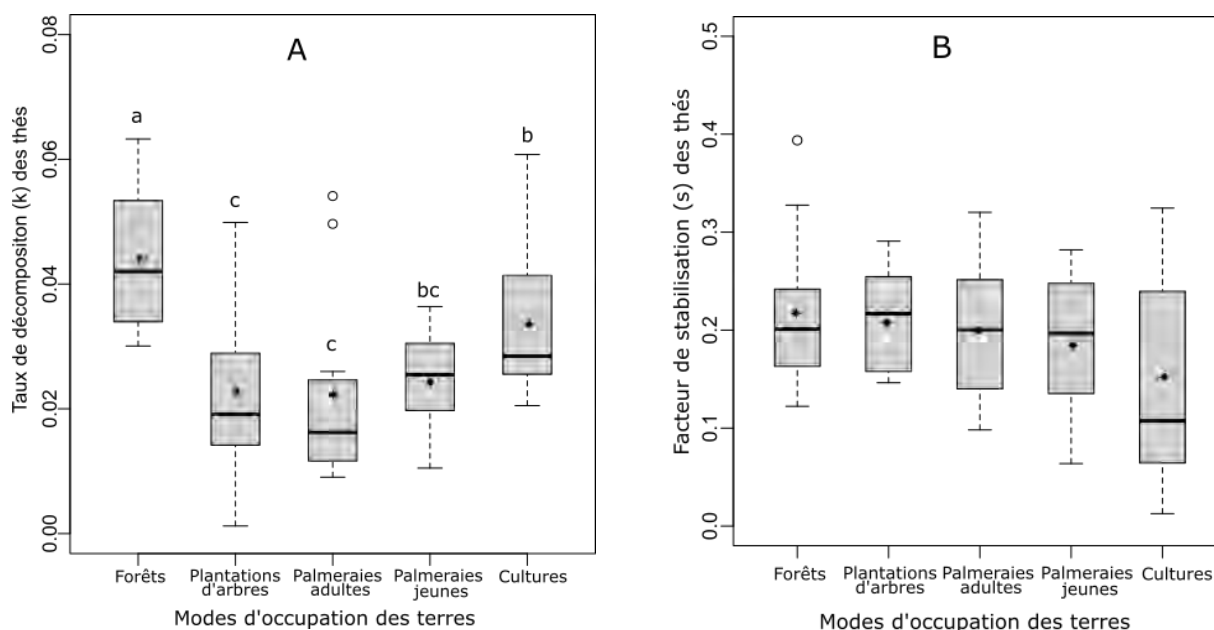 A
Taux de décompositon (k) des thés
0.08
0.06
0.04
0.02
0.00
a
c
c
bc
b
Forêts
Plantations
d'arbres
Palmeraies
adultes
Palmeraies
jeunes
Cultures
Modes d'occupation des terres
B
Facteur de stabilisation (s) des thés
0.5
0.4
0.3
0.2
0.1
0.0
Forêts
Plantations
d'arbres
Palmeraies
adultes
Palmeraies
jeunes
Cultures
Modes d'occupation des terres